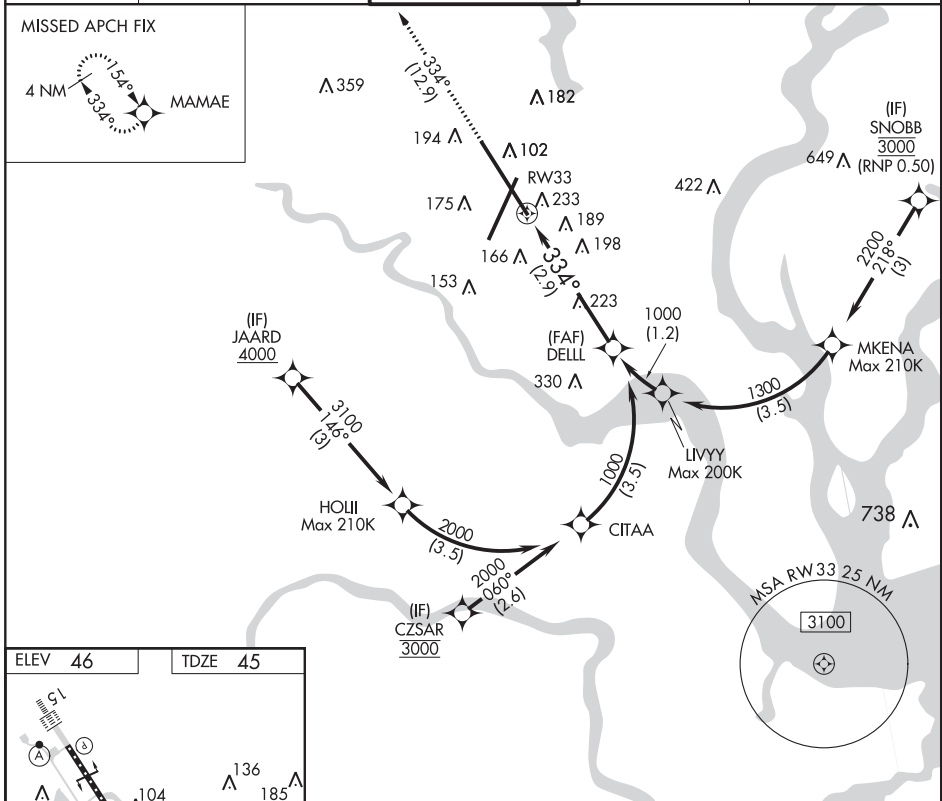 MISSED APCH FIX
4 NM
154°
334°
MAMAE
334°
(12.9)
359
182
194
102
RW33
175
233
189
198
166
153
334°
(2.9)
223
422
649
(IF)
SNOBB
3000
(RNP 0.50)
2200
218°
(3)
MKENA
Max 210K
1000
(1.2)
(FAF)
DELLL
330
1300
(3.5)
LIVYY
Max 200K
(IF)
JAARD
4000
3100
146°
(3)
HOLII
Max 210K
2000
(3.5)
1000
(3.5)
CITAA
2000
060°
(2.6)
(IF)
CZSAR
3000
738
MSA RW33 25 NM
3100
ELEV 46
TDZE 45
15
A
P
136
104
185